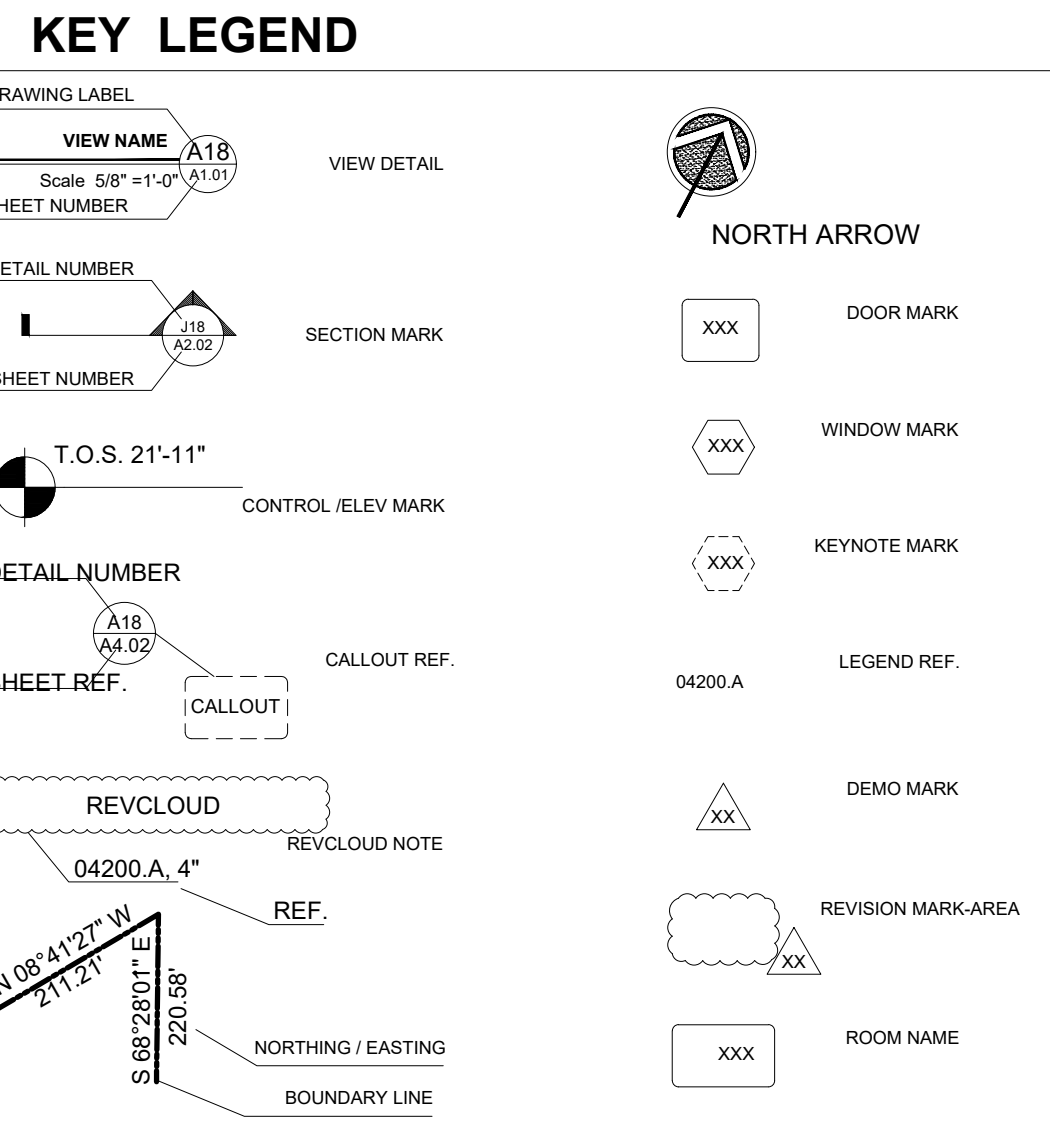 KEY LEGEND
RAWING LABEL
VIEW NAME
A18
Scale 5/8" =1'-0"
A1.01
HEET NUMBER
VIEW DETAIL
ETAIL NUMBER
J18
A2.02
SHEET NUMBER
SECTION MARK
T.O.S. 21'-11"
CONTROL /ELEV MARK
DETAIL NUMBER
A18
A4.02
SHEET REF.
CALLOUT
CALLOUT REF.
REVCLOUD
REVCLOUD NOTE
04200.A, 4"
REF.
N 08°41'27" W
211.21'
S 68°28'01" E
220.58'
NORTHING / EASTING
BOUNDARY LINE
NORTH ARROW
XXX
DOOR MARK
XXX
WINDOW MARK
XXX
KEYNOTE MARK
04200.A
LEGEND REF.
XX
DEMO MARK
XX
REVISION MARK-AREA
XXX
ROOM NAME